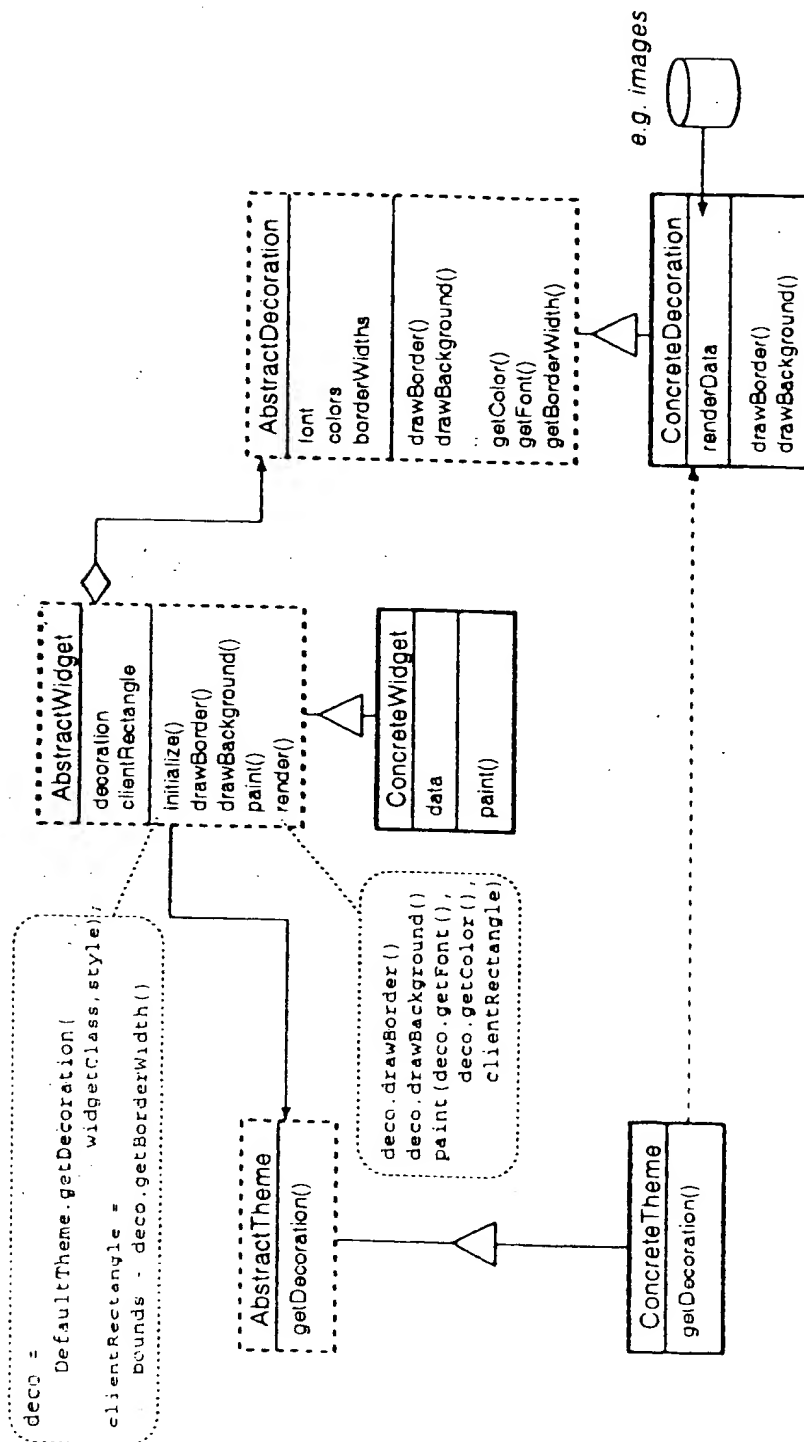 deco =
DefaultTheme.getDecoration(
widgetClass,style);
clientRectangle =
bounds - deco.getBorderWidth()
AbstractWidget
decoration
clientRectangle
initialize()
drawBorder()
drawBackground()
paint()
render()
AbstractDecoration
font
colors
borderWidths
drawBorder()
drawBackground()
getColor()
getFont()
getBorderWidth()
AbstractTheme
getDecoration()
deco.drawBorder()
deco.drawBackground()
paint(deco.getFont(),
deco.getColor(),
clientRectangle)
ConcreteWidget
data
paint()
e.g. images
ConcreteTheme
getDecoration()
ConcreteDecoration
renderData
drawBorder()
drawBackground()